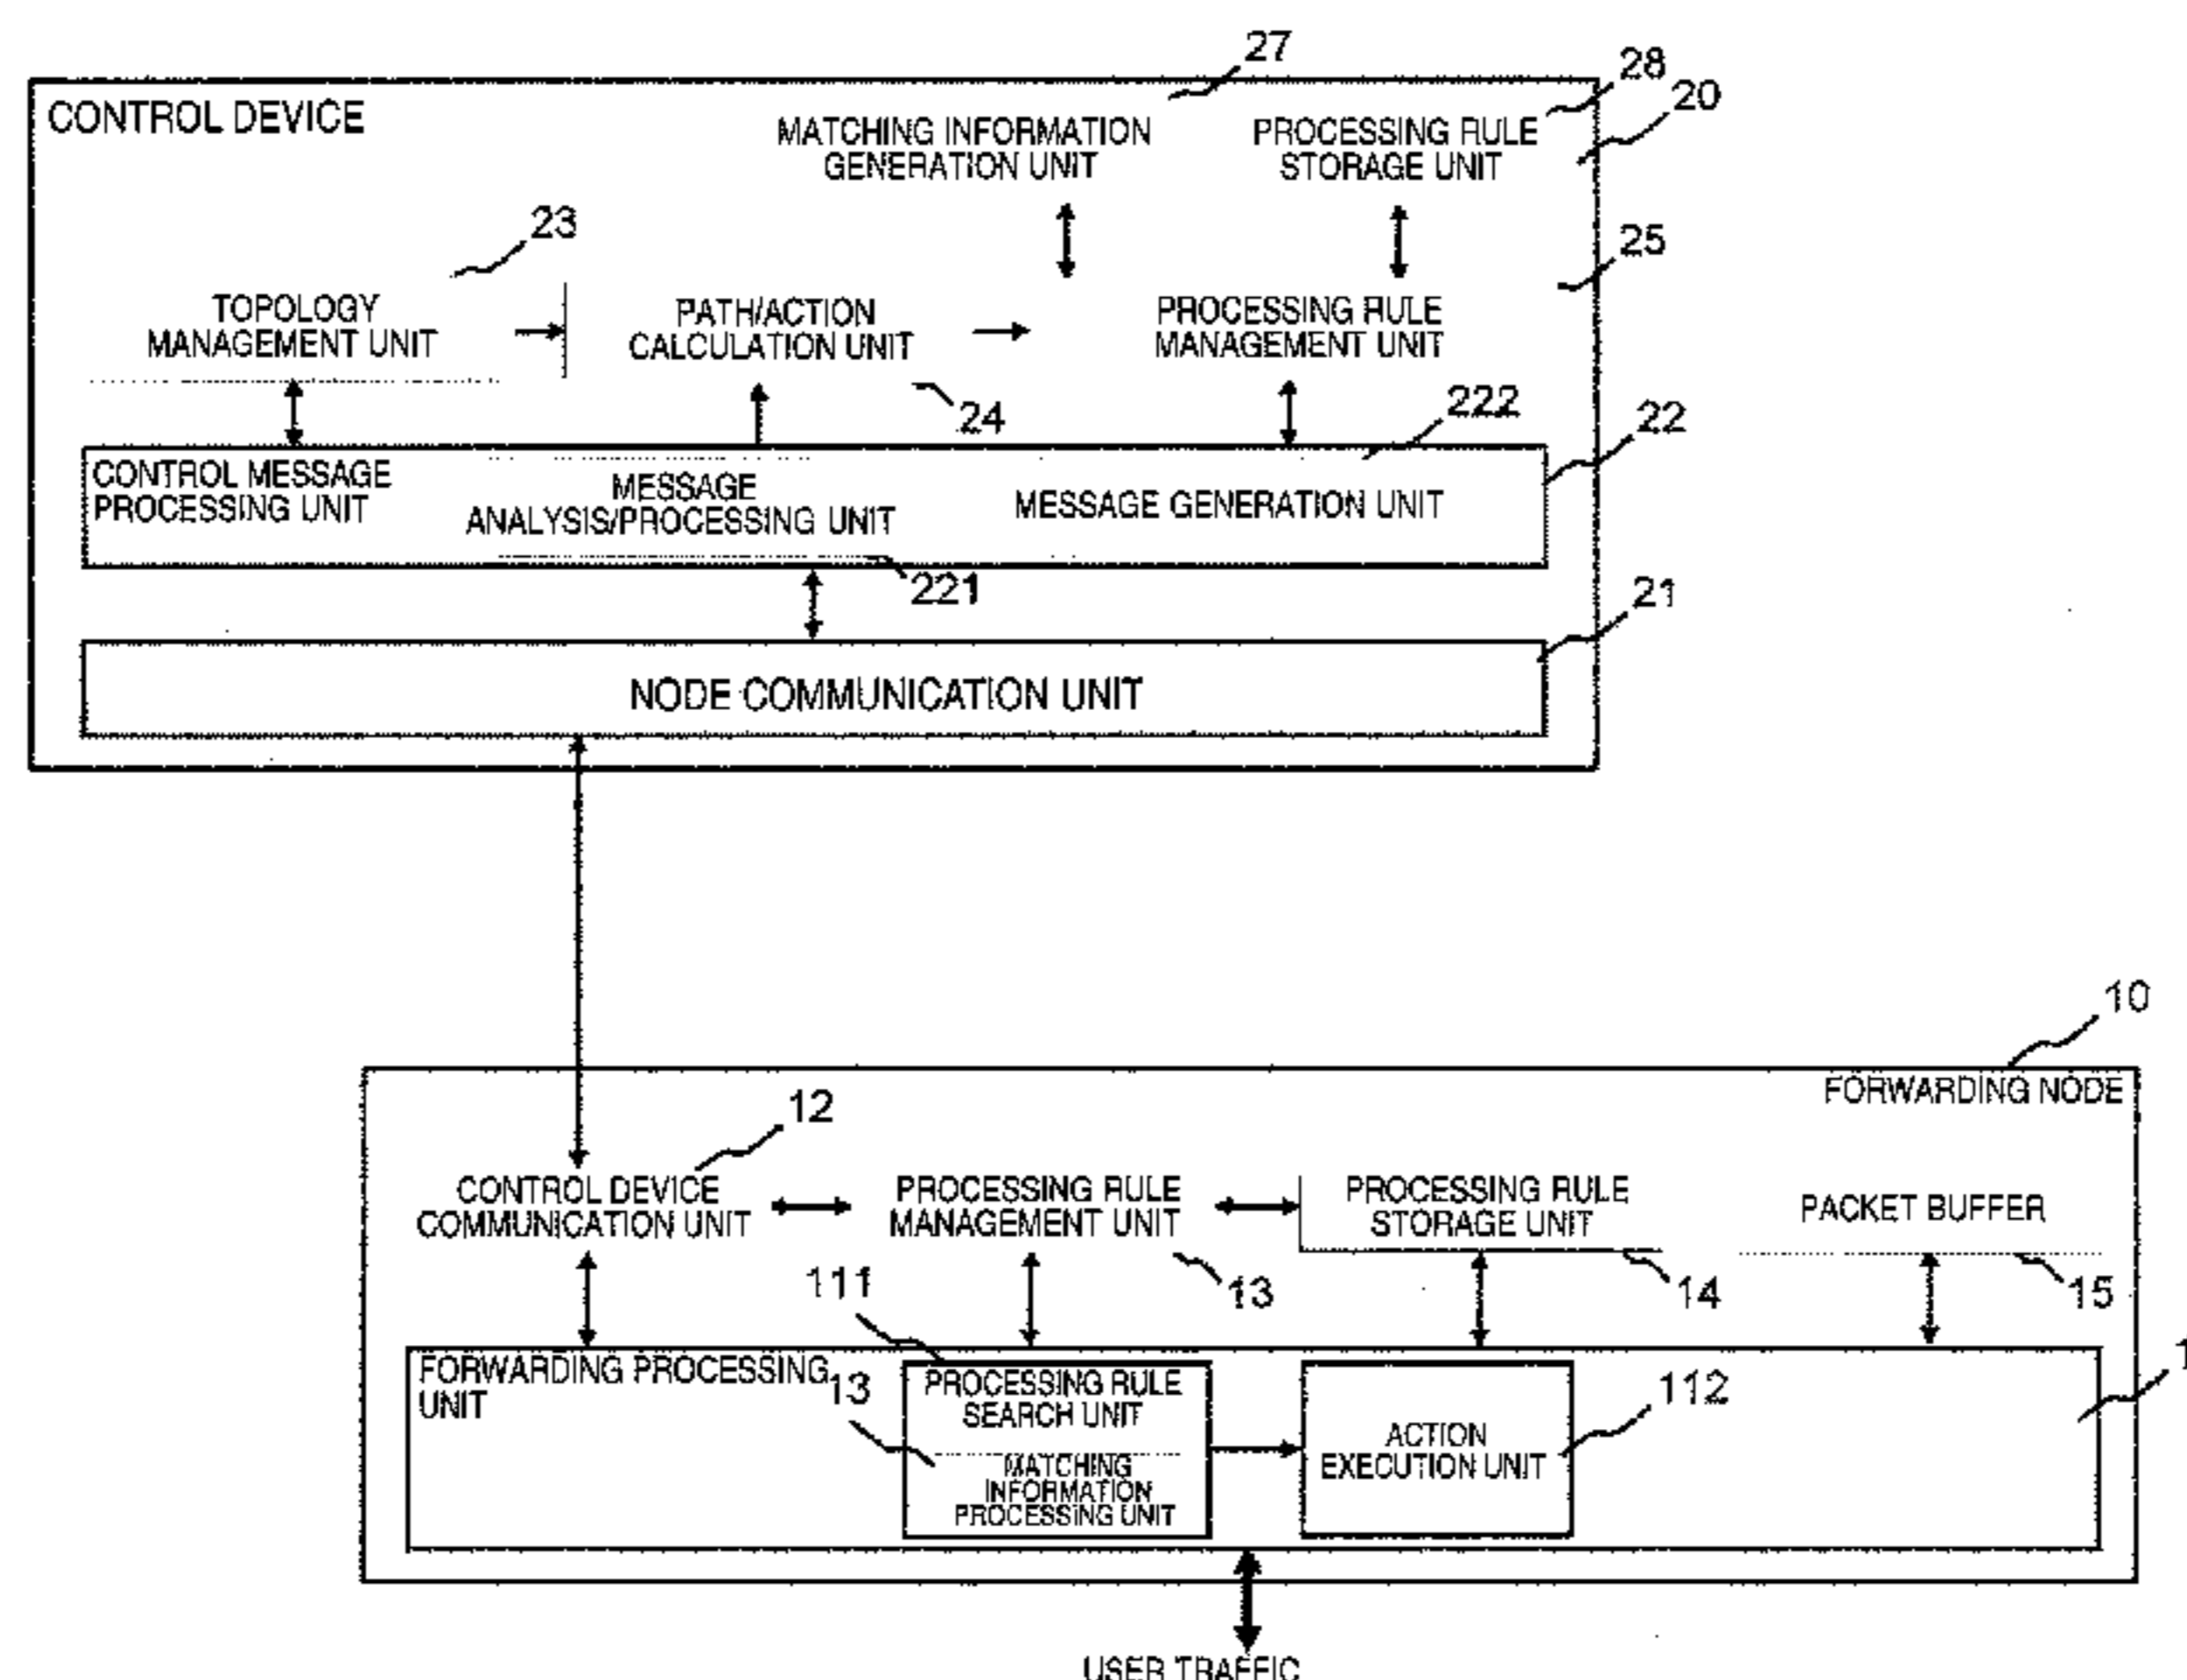 27
28
CONTROL DEVICE
20
MATCHING INFORMATION
GENERATION UNIT
PROCESSING RULE
STORAGE UNIT
23
25
TOPOLOGY
MANAGEMENT UNIT
PATH/ACTION
CALCULATION UNIT
PROCESSING RULE
MANAGEMENT UNIT
24
222
22
CONTROL MESSAGE
PROCESSING UNIT
MESSAGE
ANALYSIS/PROCESSING UNIT
MESSAGE GENERATION UNIT
221
21
NODE COMMUNICATION UNIT
10
FORWARDING NODE
12
CONTROL DEVICE
COMMUNICATION UNIT
PROCESSING RULE
MANAGEMENT UNIT
PROCESSING RULE
STORAGE UNIT
PACKET BUFFER
111
13
14
15
FORWARDING PROCESSING
UNIT
13
PROCESSING RULE
SEARCH UNIT
MATCHING
INFORMATION
PROCESSING UNIT
ACTION
EXECUTION UNIT
112
USER TRAFFIC